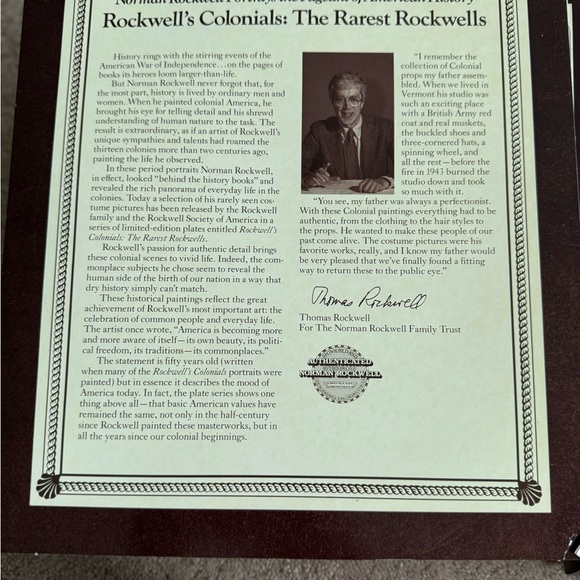 Norman Rockwell Portrays the Pageant of American History
Rockwell's Colonials: The Rarest Rockwells
History rings with the stirring events of the
American War of Independence...on the pages of
books its heroes loom larger-than-life.
But Norman Rockwell never forgot that, for
the most part, history is lived by ordinary men and
women. When he painted colonial America, he
brought his eye for telling detail and his shrewd
understanding of human nature to the task. The
result is extraordinary, as if an artist of Rockwell's
unique sympathies and talents had roamed the
thirteen colonies more than two centuries ago,
painting the life he observed.
In these period portraits Norman Rockwell,
in effect, looked "behind the history books" and
revealed the rich panorama of everyday life in the
colonies. Today a selection of his rarely seen cos-
tume pictures has been released by the Rockwell
family and the Rockwell Society of America in a
series of limited-edition plates entitled Rockwell's
Colonials: The Rarest Rockwells.
Rockwell's passion for authentic detail brings
these colonial scenes to vivid life. Indeed, the com-
monplace subjects he chose seem to reveal the
human side of the birth of our nation in a way that
dry history simply can't match.
These historical paintings reflect the great
achievement of Rockwell's most important art: the
celebration of common people and everyday life.
The artist once wrote, "America is becoming more
and more aware of itself—its own beauty, its politi-
cal freedom, its traditions—its commonplaces."
The statement is fifty years old (written
when many of the Rockwell's Colonials portraits were
painted) but in essence it describes the mood of
America today. In fact, the plate series shows one
thing above all—that basic American values have
remained the same, not only in the half-century
since Rockwell painted these masterworks, but in
all the years since our colonial beginnings.
"I remember the
collection of Colonial
props my father assem-
bled. When we lived in
Vermont his studio was
such an exciting place
with a British Army red
coat and real muskets,
the buckled shoes and
three-cornered hats, a
spinning wheel, and
all the rest—before the
fire in 1943 burned the
studio down and took
so much with it.
"You see, my father was always a perfectionist.
With these Colonial paintings everything had to be
authentic, from the clothing to the hair styles to
the props. He wanted to make these people of our
past come alive. The costume pictures were his
favorite works, really, and I know my father would
be very pleased that we've finally found a fitting
way to return these to the public eye."
Thomas Rockwell
Thomas Rockwell
For The Norman Rockwell Family Trust
AUTHENTICATED
NORMAN ROCKWELL